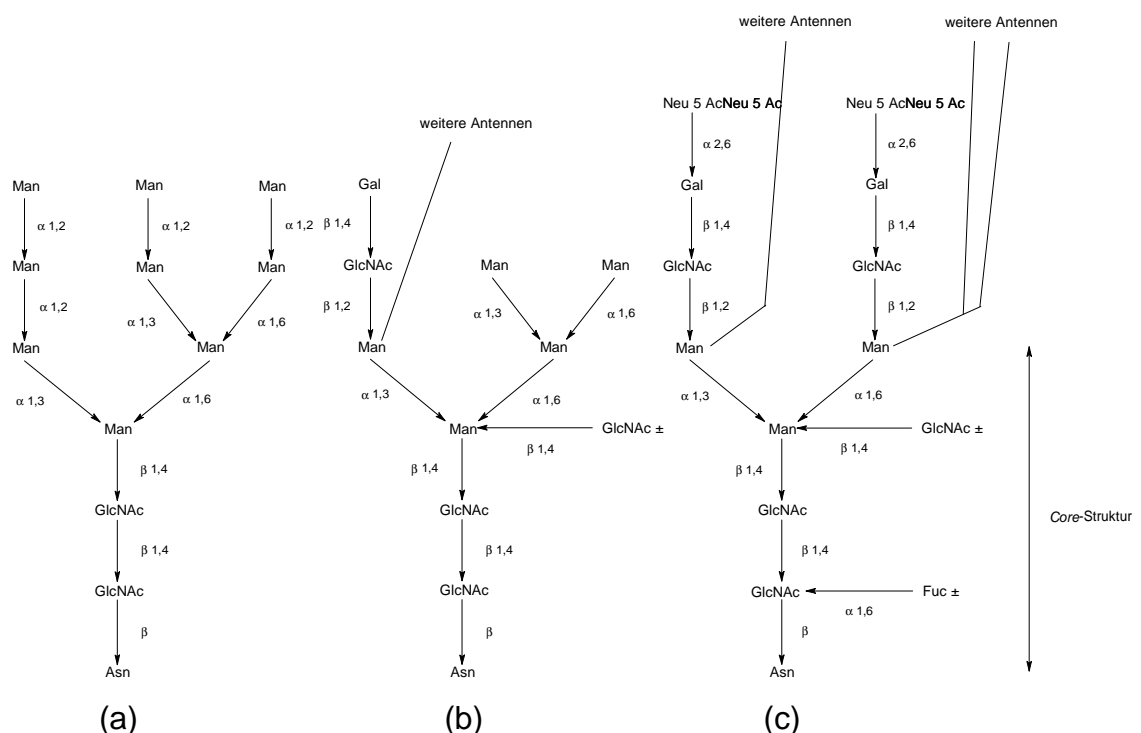 weitere Antennen weitere Antennen
Neu 5 AcNeu 5 Ac Neu 5 AcNeu 5 Ac
weitere Antennen
α 2,6 α 2,6
Man Man Man Gal Gal Gal
α 1,2 α 1,2 α 1,2 β 1,4 β 1,4 β 1,4
Man Man Man GlcNAc Man Man GlcNAc GlcNAc
α 1,2 α 1,3 α 1,6 β 1,2 α 1,3 α 1,6 β 1,2 β 1,2
Man Man Man Man Man Man
α 1,3 α 1,6 α 1,3 α 1,6 α 1,3 α 1,6
Man Man GlcNAc ± Man GlcNAc ±
β 1,4 β 1,4 β 1,4 β 1,4 β 1,4
GlcNAc GlcNAc GlcNAc Core-Struktur
β 1,4 β 1,4 β 1,4
GlcNAc GlcNAc GlcNAc Fuc ±
α 1,6
β β β
Asn Asn Asn
(a) (b) (c)